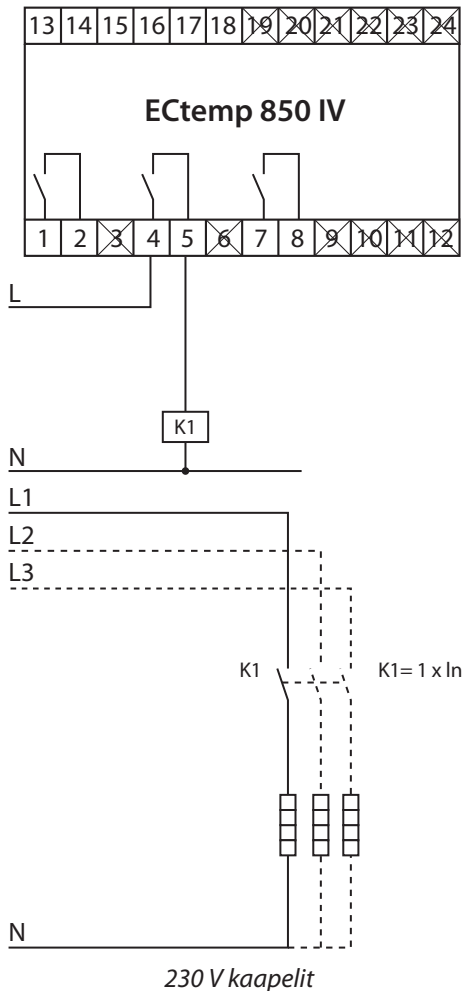 13 14 15 16 17 18 19 20 21 22 23 24
ECtemp 850 IV
1 2 3 4 5 6 7 8 9 10 11 12
L
K1
N
L1
L2
L3
K1 K1= 1 x In
N
230 V kaapelit